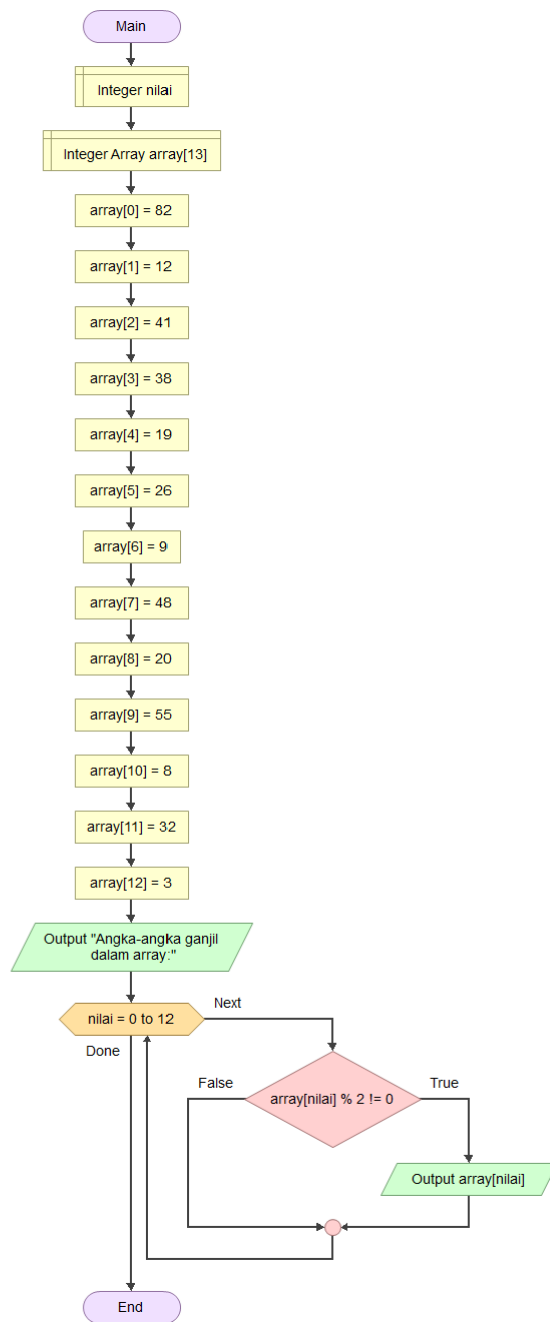 Main
Integer nilai
Integer Array array[13]
array[0] = 82
array[1] = 12
array[2] = 41
array[3] = 38
array[4] = 19
array[5] = 26
array[6] = 9
array[7] = 48
array[8] = 20
array[9] = 55
array[10] = 8
array[11] = 32
array[12] = 3
Output "Angka-angka ganjil
dalam array:"
nilai = 0 to 12
Next
Done
False
array[nilai] % 2 != 0
True
Output array[nilai]
End